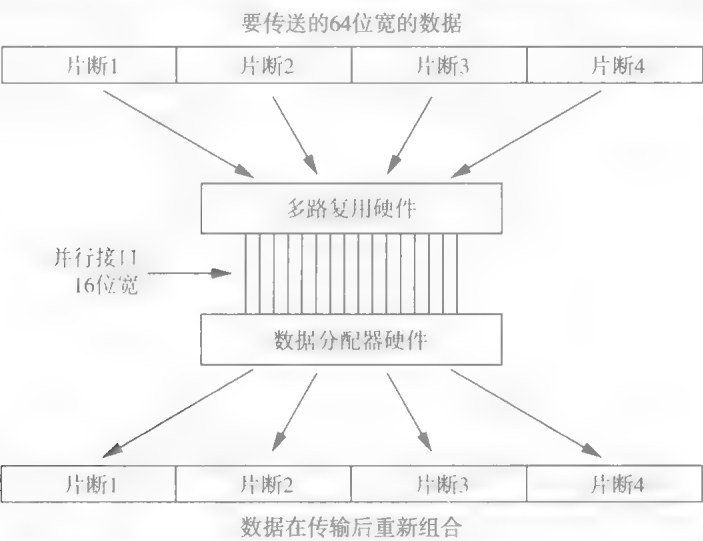 要传送的64位宽的数据
片断1
片断2
片断3
片断4
多路复用硬件
并行接口
16位宽
数据分配器硬件
片断1
片断2
片断3
片断4
数据在传输后重新组合